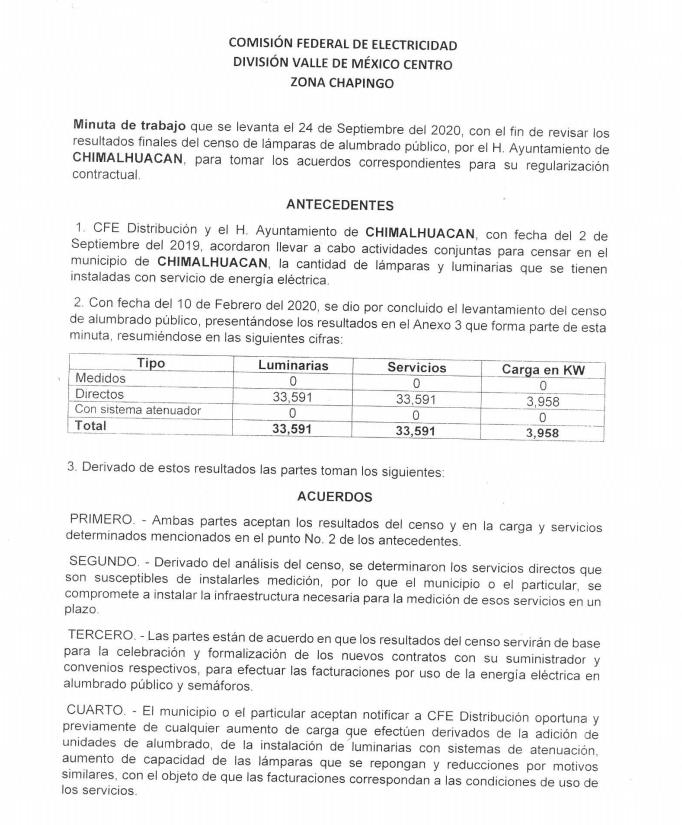 COMISIÓN FEDERAL DE ELECTRICIDAD
DIVISIÓN VALLE DE MÉXICO CENTRO
ZONA CHAPINGO
Minuta de trabajo que se levanta el 24 de Septiembre del 2020, con el fin de revisar los
resultados finales del censo de lámparas de alumbrado público, por el H. Ayuntamiento de
CHIMALHUACAN, para tomar los acuerdos correspondientes para su regularización
contractual.
ANTECEDENTES
1. CFE Distribución y el H. Ayuntamiento de CHIMALHUACAN, con fecha del 2 de
Septiembre del 2019, acordaron llevar a cabo actividades conjuntas para censar en el
municipio de CHIMALHUACAN, la cantidad de lámparas y luminarias que se tienen
instaladas con servicio de energía eléctrica.
2. Con fecha del 10 de Febrero del 2020, se dio por concluido el levantamiento del censo
de alumbrado público, presentándose los resultados en el Anexo 3 que forma parte de esta
minuta, resumiéndose en las siguientes cifras:
Tipo Luminarias Servicios Carga en KW
Medidos 0 0 0
Directos 33,591 33,591 3,958
Con sistema atenuador 0 0 0
Total 33,591 33,591 3,958
3. Derivado de estos resultados las partes toman los siguientes:
ACUERDOS
PRIMERO. - Ambas partes aceptan los resultados del censo y en la carga y servicios
determinados mencionados en el punto No. 2 de los antecedentes.
SEGUNDO. - Derivado del análisis del censo, se determinaron los servicios directos que
son susceptibles de instalarles medición, por lo que el municipio o el particular, se
compromete a instalar la infraestructura necesaria para la medición de esos servicios en un
plazo.
TERCERO. - Las partes están de acuerdo en que los resultados del censo servirán de base
para la celebración y formalización de los nuevos contratos con su suministrador y
convenios respectivos, para efectuar las facturaciones por uso de la energía eléctrica en
alumbrado público y semáforos.
CUARTO. - El municipio o el particular aceptan notificar a CFE Distribución oportuna y
previamente de cualquier aumento de carga que efectúen derivados de la adición de
unidades de alumbrado, de la instalación de luminarias con sistemas de atenuación,
aumento de capacidad de las lámparas que se repongan y reducciones por motivos
similares, con el objeto de que las facturaciones correspondan a las condiciones de uso de
los servicios.